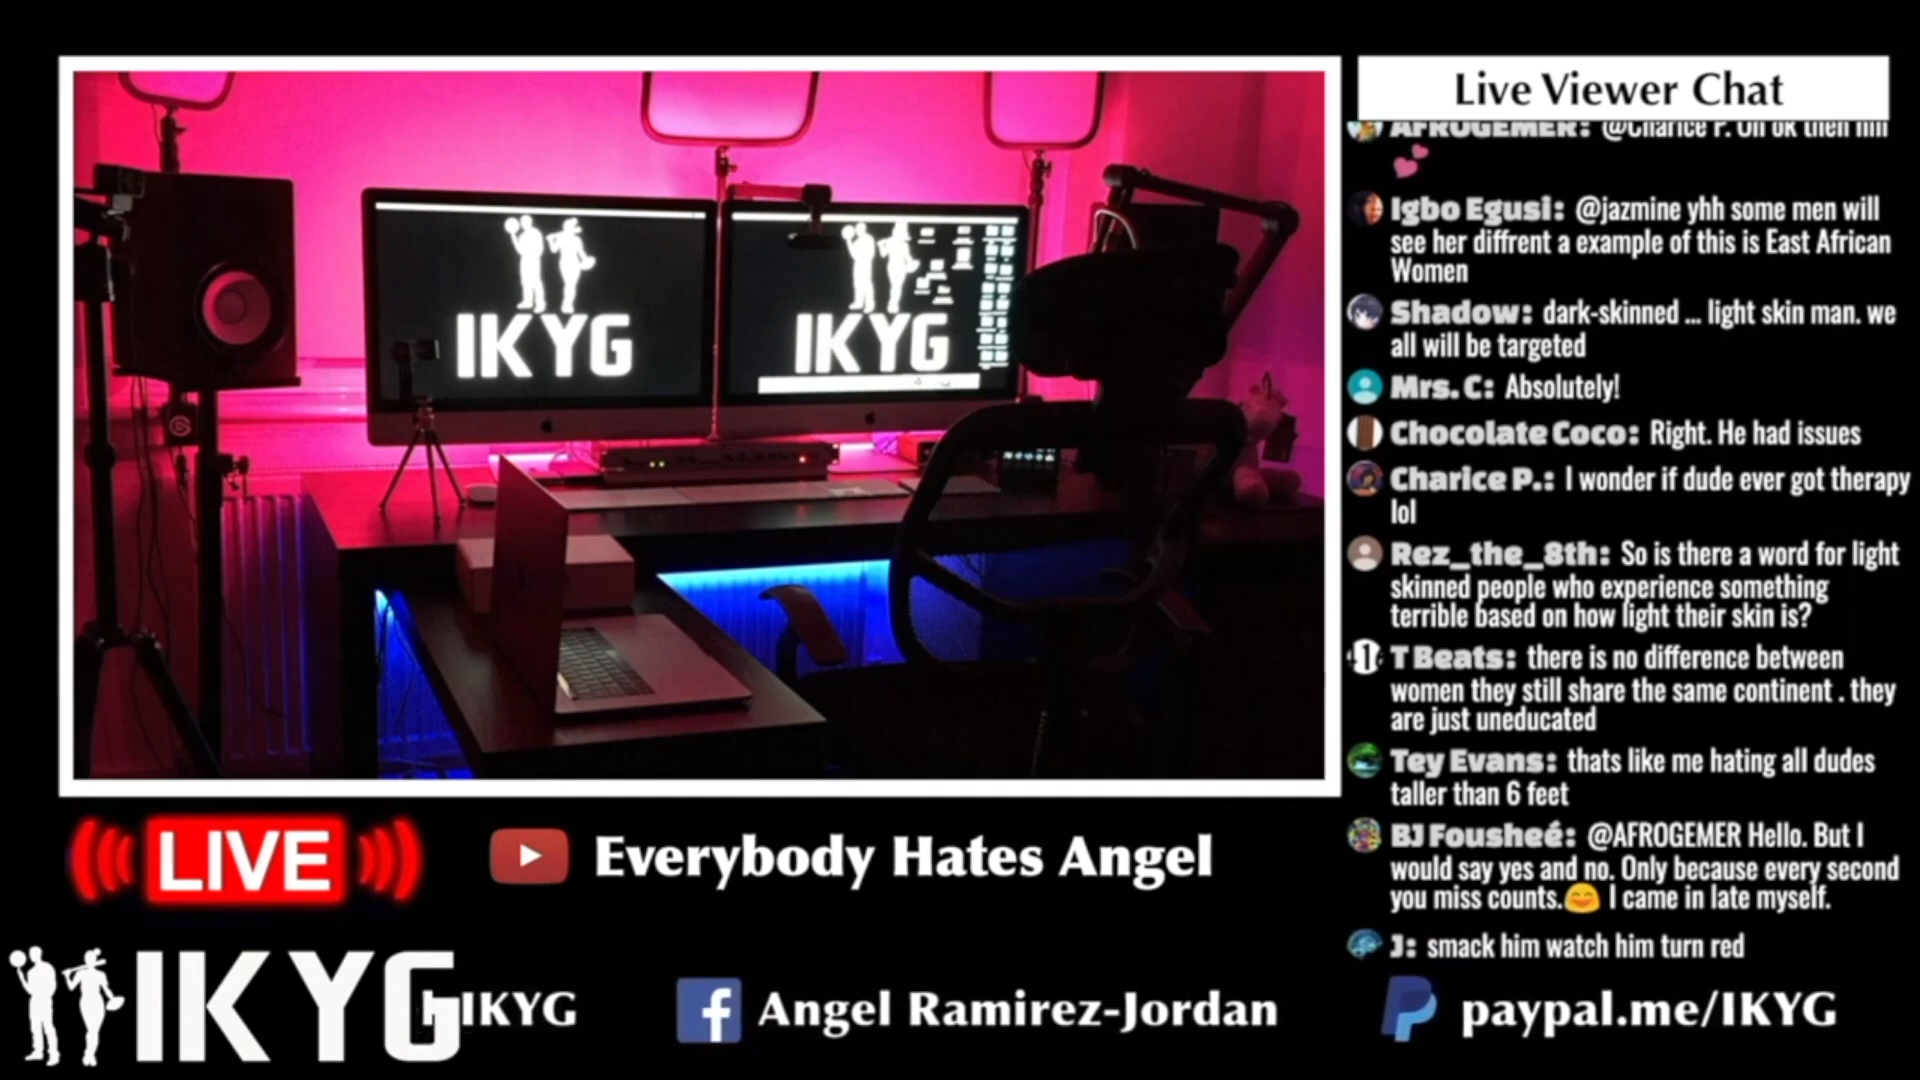 Live Viewer Chat
AFROGEMER: @Charice P. Oh ok then hiii
Igbo Egusi: @jazmine yhh some men will
see her diffrent a example of this is East African
Women
Shadow: dark-skinned ... light skin man. we
all will be targeted
Mrs. C: Absolutely!
Chocolate Coco: Right. He had issues
Charice P.: I wonder if dude ever got therapy
lol
Rez_the_8th: So is there a word for light
skinned people who experience something
terrible based on how light their skin is?
T Beats: there is no difference between
women they still share the same continent . they
are just uneducated
Tey Evans: thats like me hating all dudes
taller than 6 feet
BJ Fousheé: @AFROGEMER Hello. But I
would say yes and no. Only because every second
you miss counts.😊 I came in late myself.
J: smack him watch him turn red
IKYG
IKYG
LIVE
Everybody Hates Angel
IKYG
IKYG
Angel Ramirez-Jordan
paypal.me/IKYG